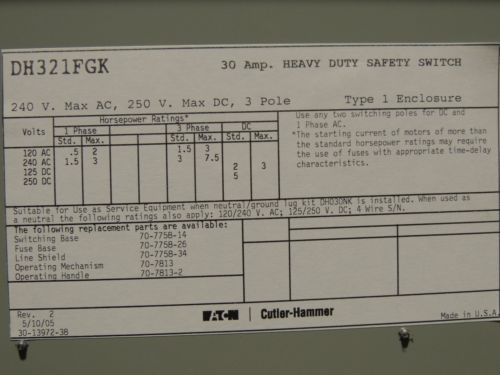 DH321FGK 30 Amp. HEAVY DUTY SAFETY SWITCH
240 V. Max AC, 250 V. Max DC, 3 Pole Type 1 Enclosure
Horsepower Ratings*
Volts 1 Phase 3 Phase DC
Std. Max. Std. Max. Std. Max.
120 AC .5 2 1.5 3
240 AC 1.5 3 3 7.5
125 DC 2 3
250 DC 5
Use any two switching poles for DC and
1 Phase AC.
*The starting current of motors of more than
the standard horsepower ratings may require
the use of fuses with appropriate time-delay
characteristics.
Suitable for Use as Service Equipment when neutral/ground lug kit DH030NK is installed. When used as
a neutral the following ratings also apply: 120/240 V. AC; 125/250 V. DC; 4 Wire S/N.
The following replacement parts are available:
Switching Base 70-7758-14
Fuse Base 70-7758-26
Line Shield 70-7758-34
Operating Mechanism 70-7813
Operating Handle 70-7813-2
Rev. 2
5/10/05
30-13972-38
EATON Cutler-Hammer
Made in U.S.A.